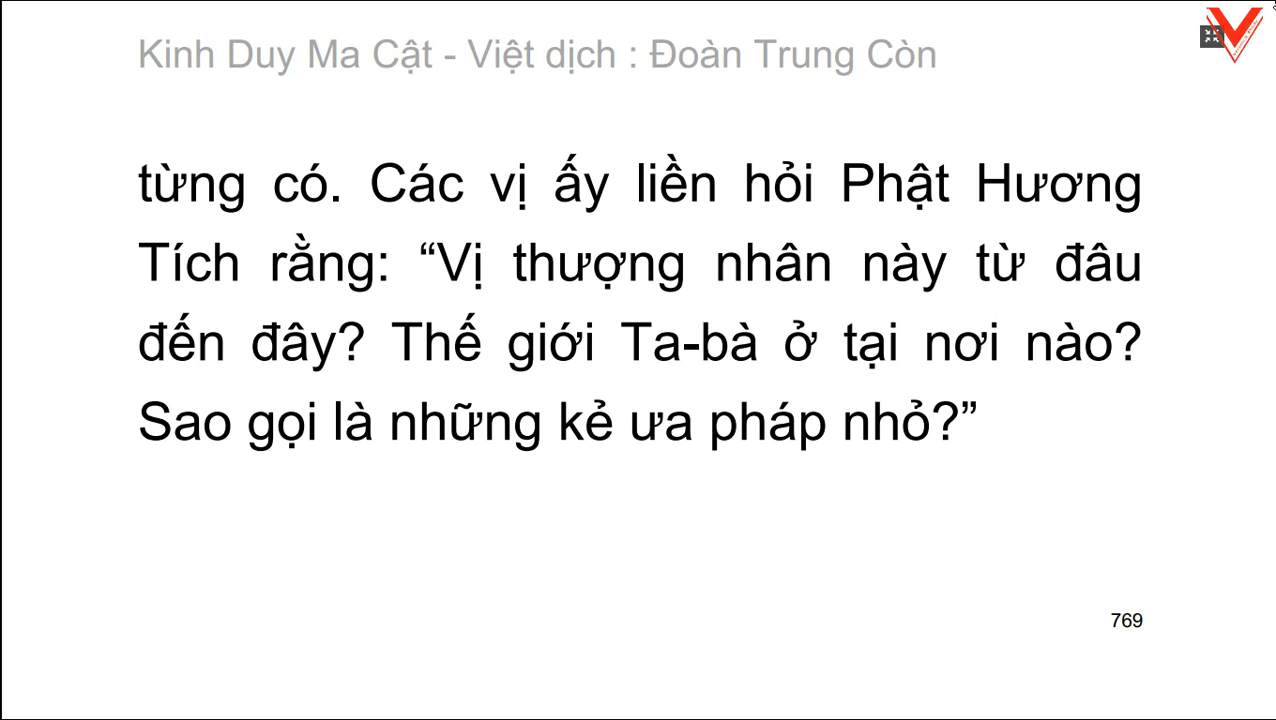 Kinh Duy Ma Cật - Việt dịch : Đoàn Trung Còn
từng có. Các vị ấy liền hỏi Phật Hương
Tích rằng: “Vị thượng nhân này từ đâu
đến đây? Thế giới Ta-bà ở tại nơi nào?
Sao gọi là những kẻ ưa pháp nhỏ?”
769